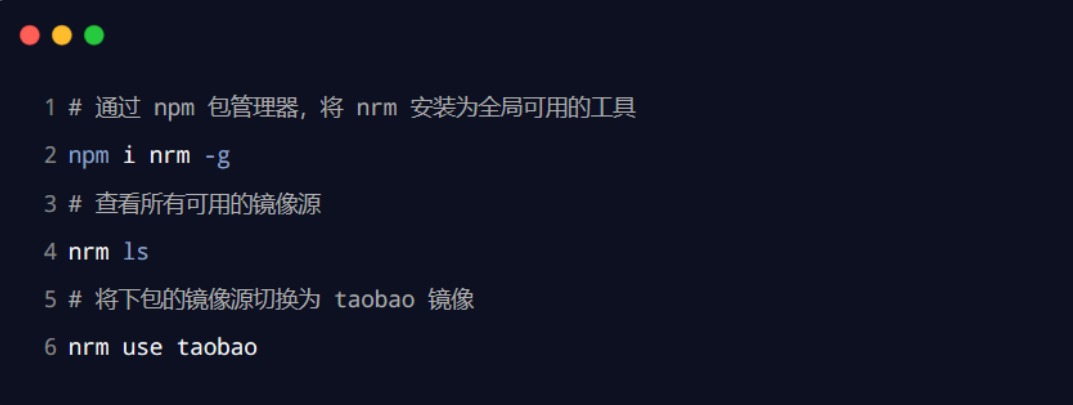 1 # 通过 npm 包管理器，将 nrm 安装为全局可用的工具
2 npm i nrm -g
3 # 查看所有可用的镜像源
4 nrm ls
5 # 将下包的镜像源切换为 taobao 镜像
6 nrm use taobao